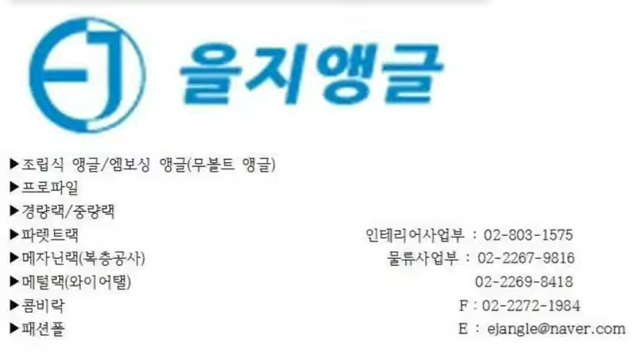 EJ 을지앵글
▶조립식 앵글/엠보싱 앵글(무볼트 앵글)
▶프로파일
▶경량랙/중량랙
▶파렛트랙 인테리어사업부 : 02-803-1575
▶메자닌랙(복층공사) 물류사업부 : 02-2267-9816
▶메털랙(와이어탤) 02-2269-8418
▶콤비락 F : 02-2272-1984
▶패션폴 E : ejangle@naver.com